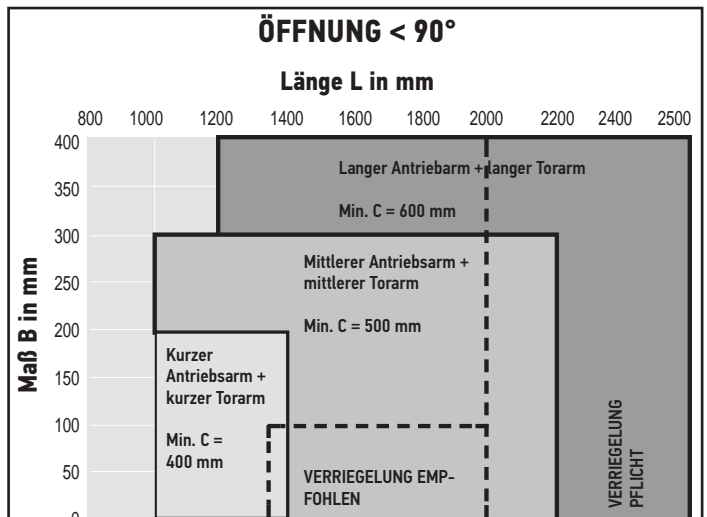 ÖFFNUNG < 90°
Länge L in mm
800 1000 1200 1400 1600 1800 2000 2200 2400 2500
Maß B in mm
400
350
300
250
200
150
100
50
0
Langer Antriebarm + langer Torarm
Min. C = 600 mm
Mittlerer Antriebsarm +
mittlerer Torarm
Min. C = 500 mm
Kurzer
Antriebsarm +
kurzer Torarm
Min. C =
400 mm
VERRIEGELUNG EMP-
FOHLEN
VERRIEGELUNG
PFLICHT